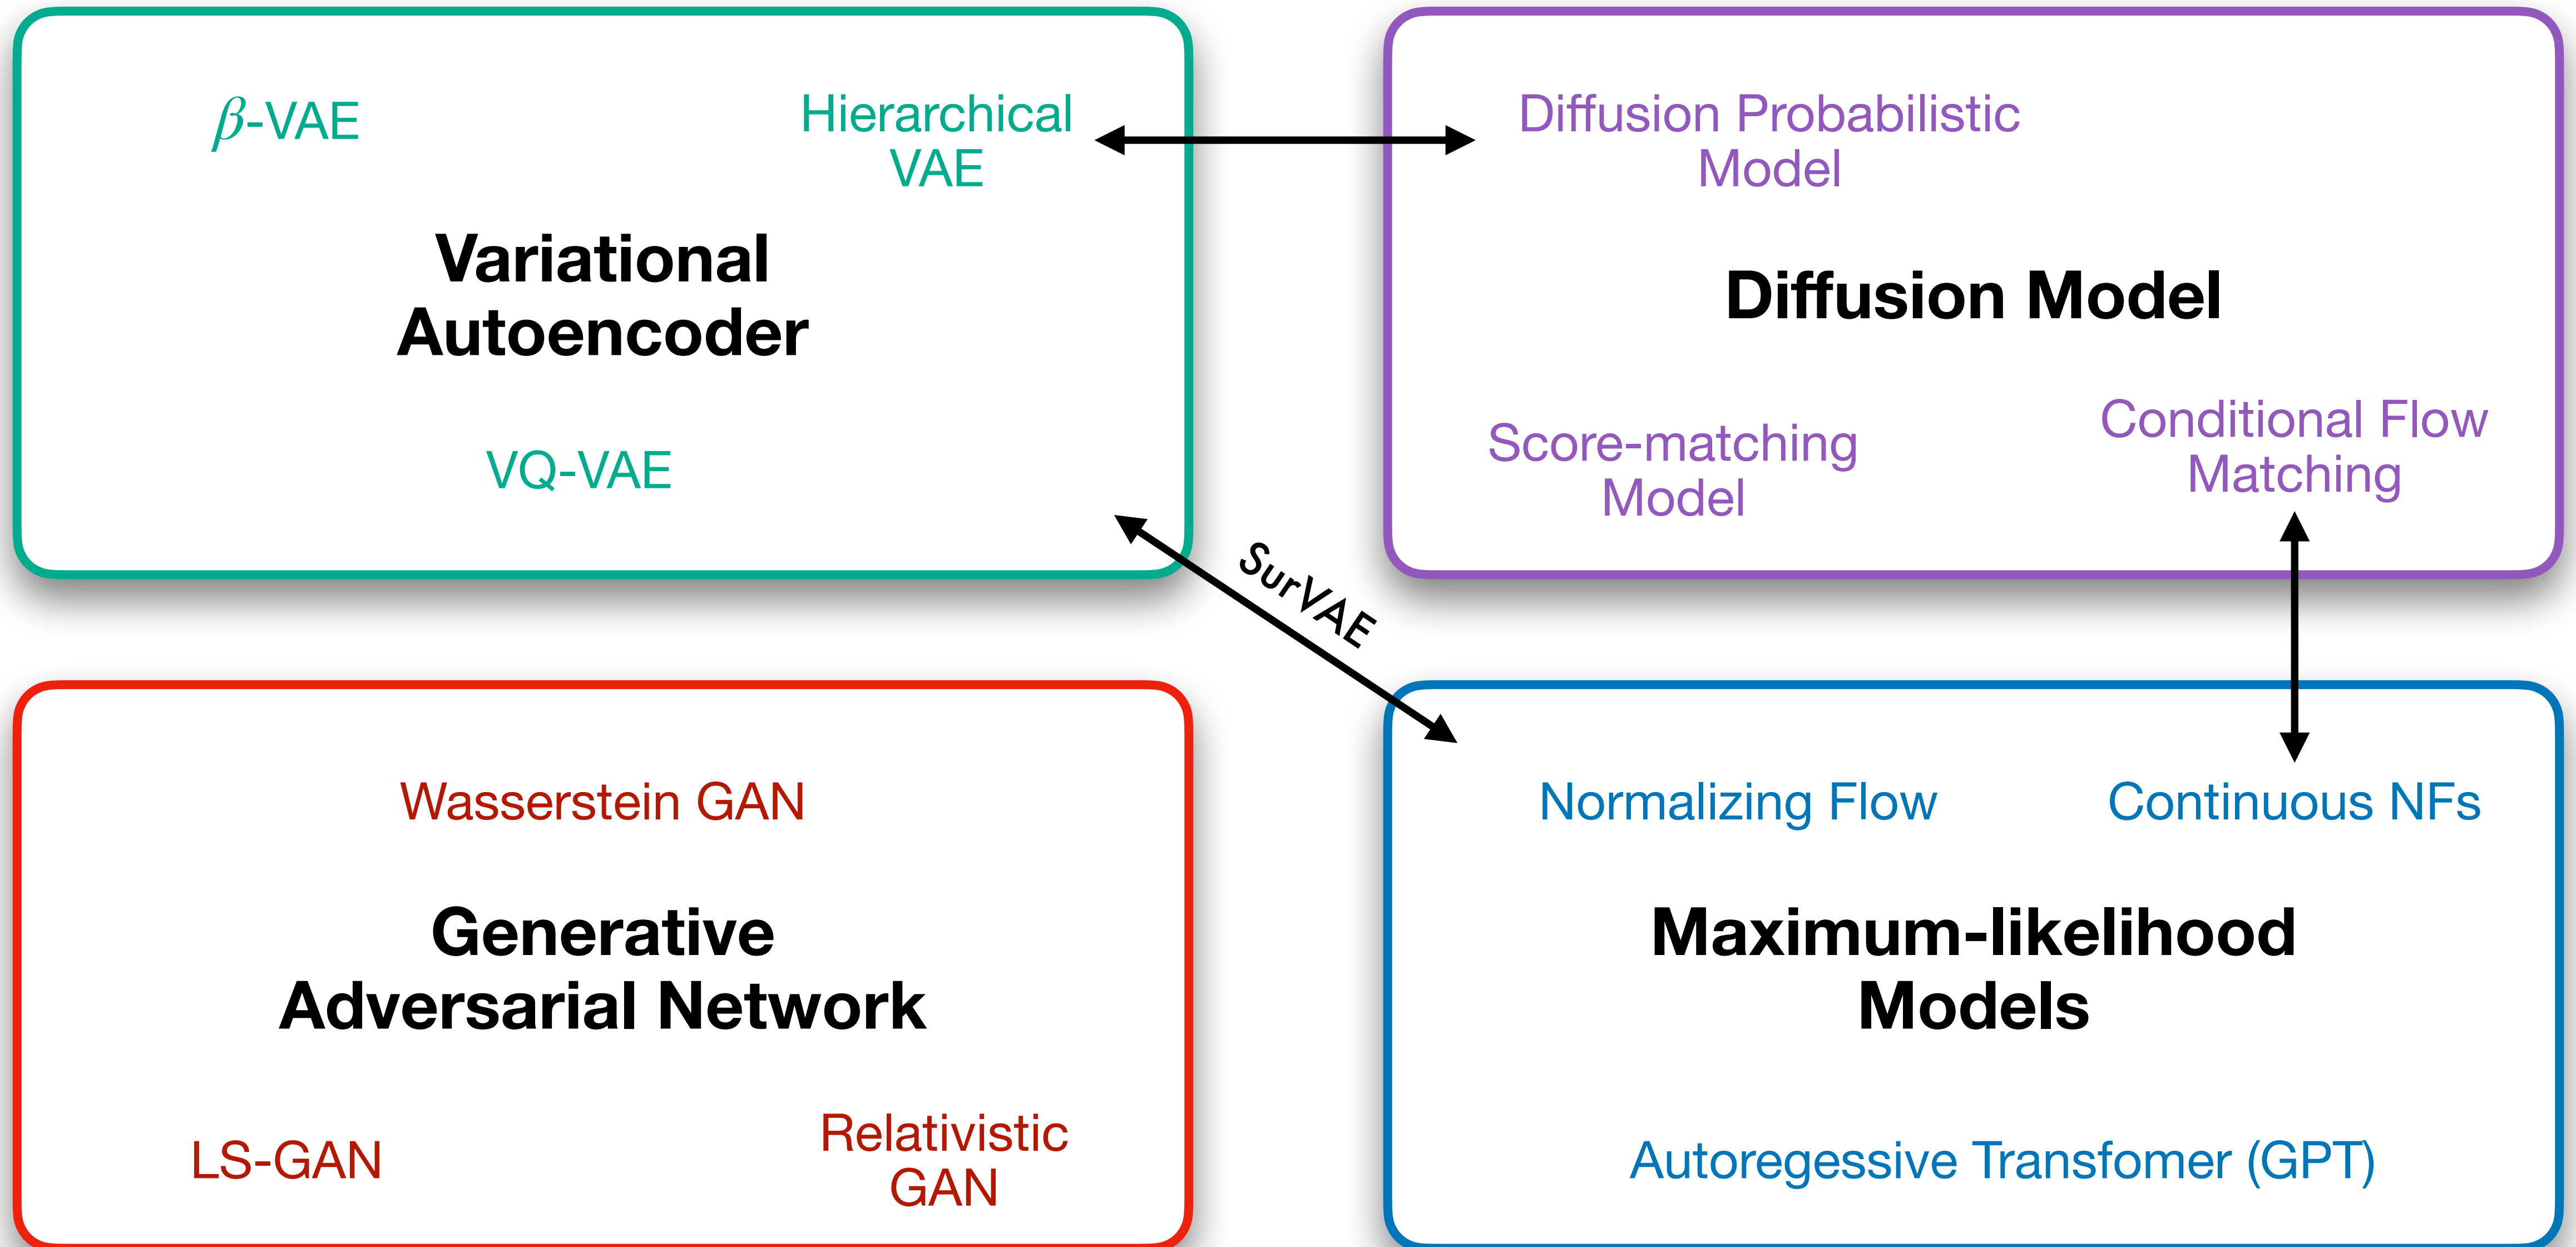 β-VAE
Hierarchical
VAE
Variational
Autoencoder
VQ-VAE
Diffusion Probabilistic
Model
Diffusion Model
Score-matching
Model
Conditional Flow
Matching
SurVAE
Wasserstein GAN
Generative
Adversarial Network
LS-GAN
Relativistic
GAN
Normalizing Flow
Continuous NFs
Maximum-likelihood
Models
Autoregessive Transfomer (GPT)